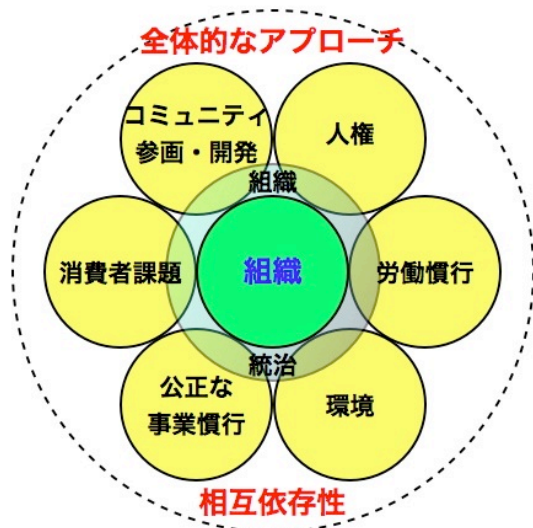 全体的なアプローチ
コミュニティ
参画・開発
人権
組織
消費者課題
組織
労働慣行
統治
公正な
事業慣行
環境
相互依存性